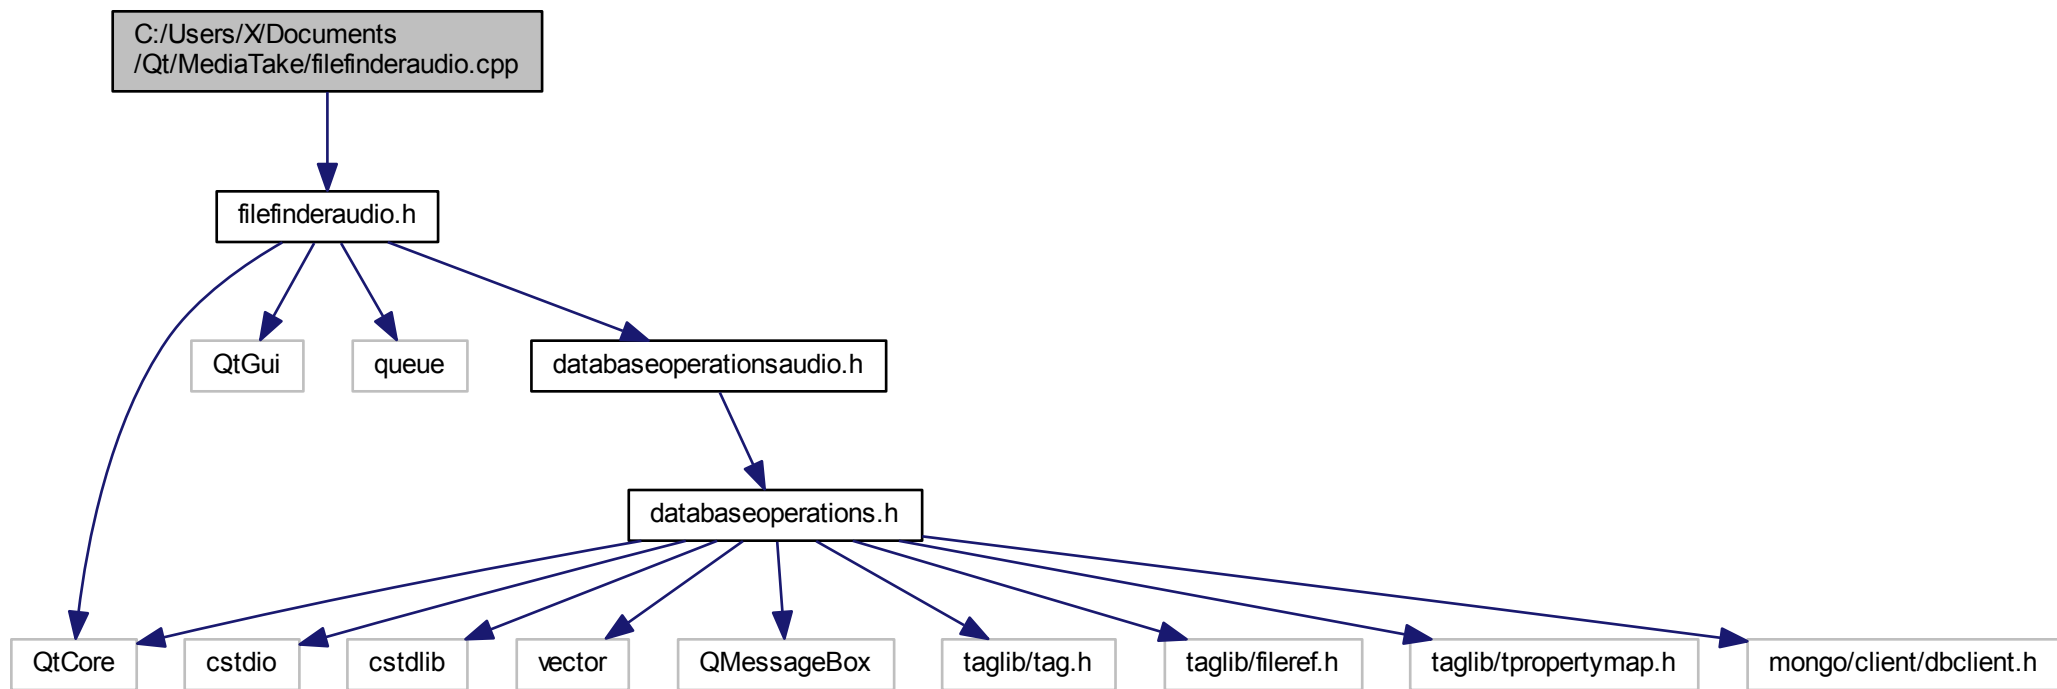 C:/Users/X/Documents
/Qt/MediaTake/filefinderaudio.cpp
filefinderaudio.h
QtGui
queue
databaseoperationsaudio.h
databaseoperations.h
QtCore
cstdio
cstdlib
vector
QMessageBox
taglib/tag.h
taglib/fileref.h
taglib/tpropertymap.h
mongo/client/dbclient.h